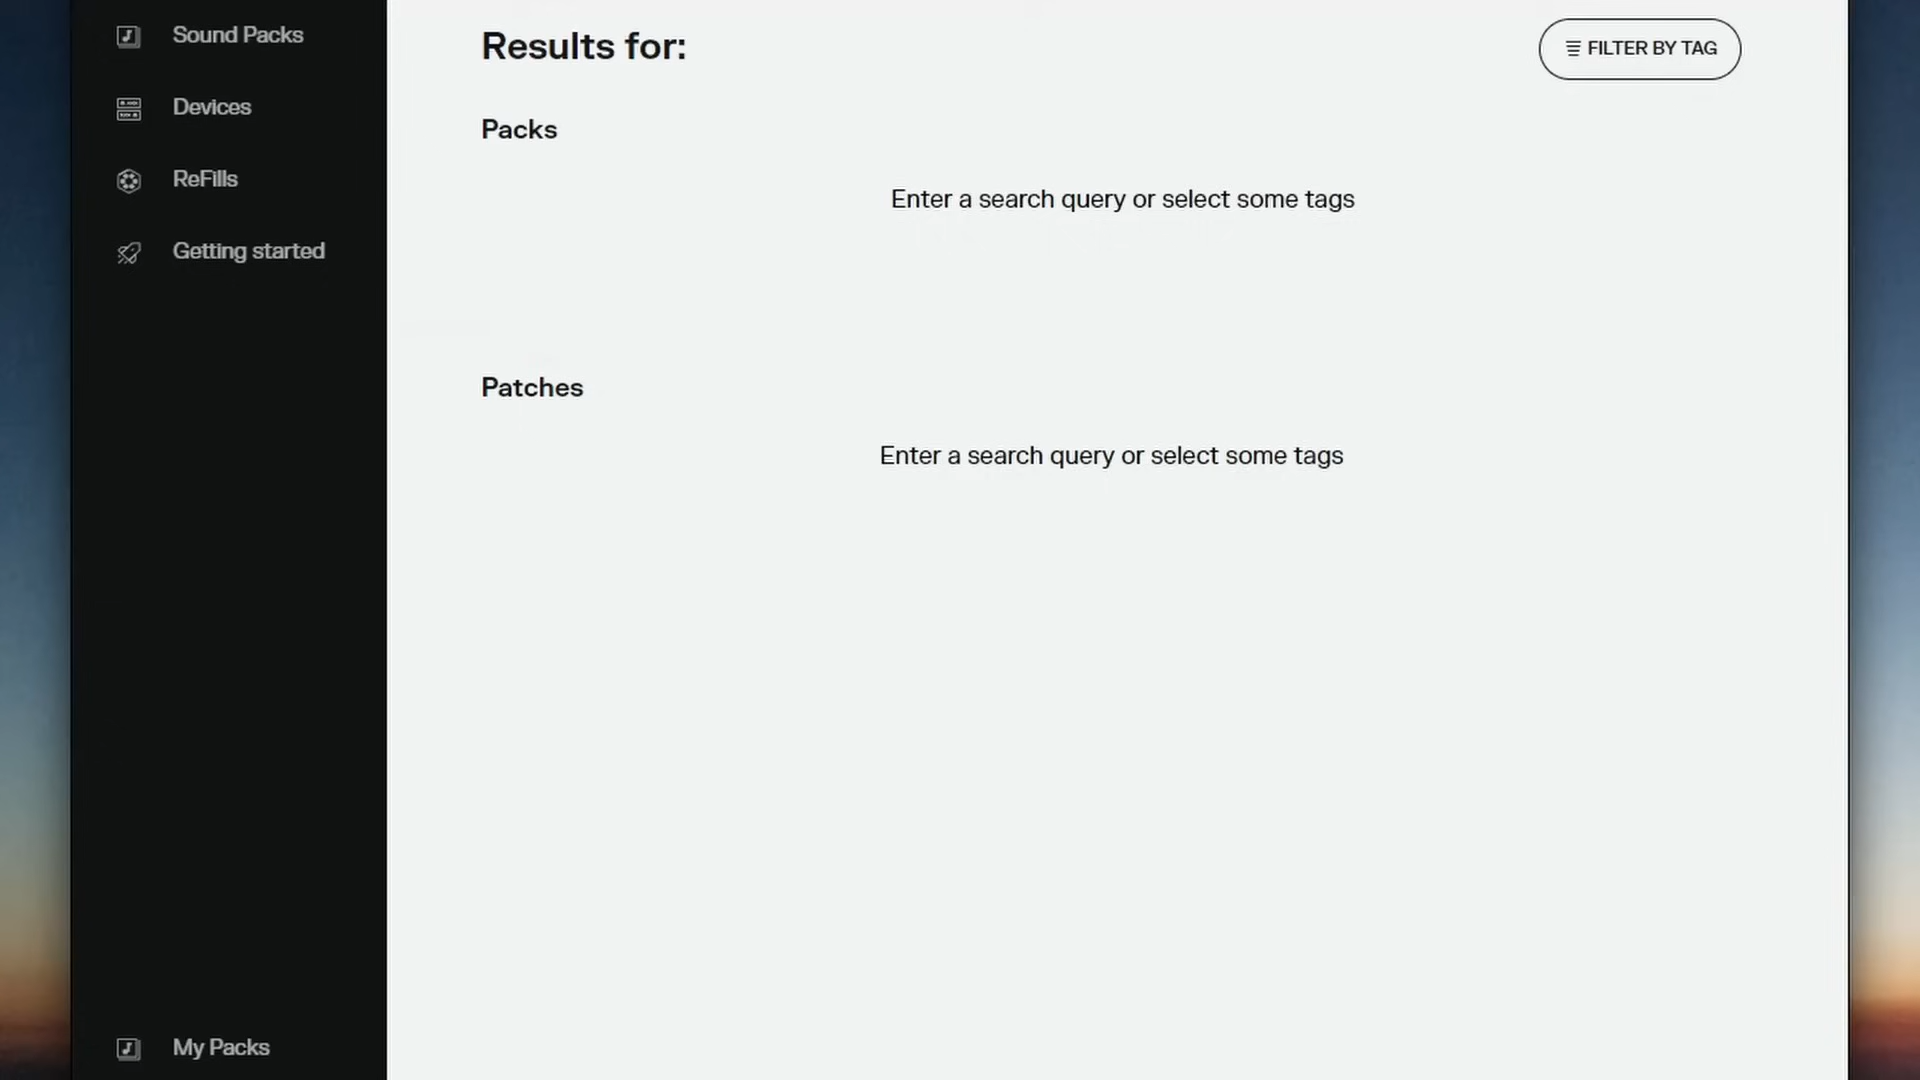 Sound Packs
Devices
ReFills
Getting started
My Packs
Results for:
FILTER BY TAG
Packs
Enter a search query or select some tags
Patches
Enter a search query or select some tags